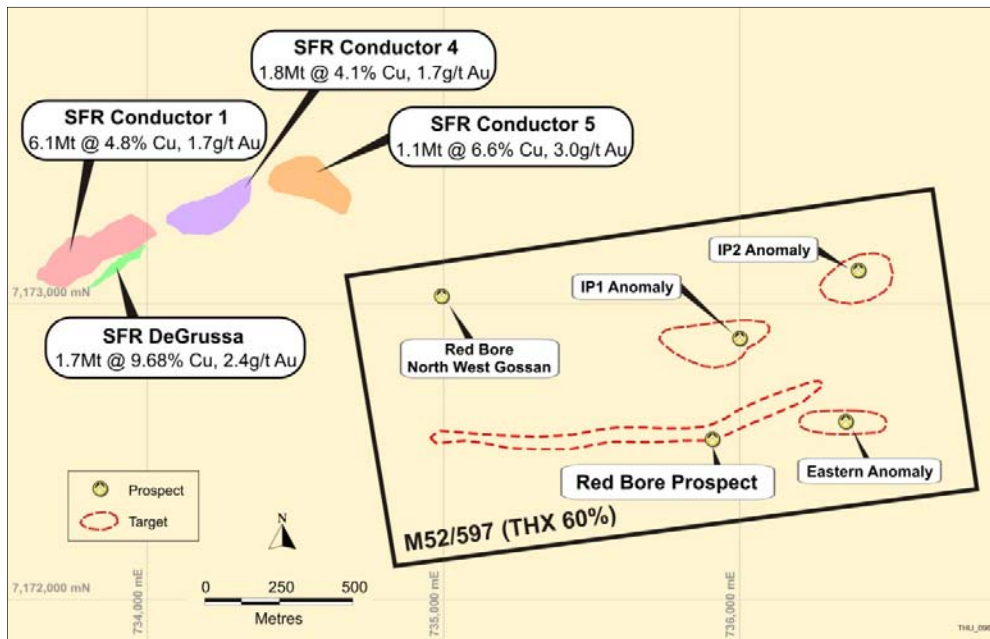 SFR Conductor 4
1.8Mt @ 4.1% Cu, 1.7g/t Au
SFR Conductor 1
6.1Mt @ 4.8% Cu, 1.7g/t Au
SFR Conductor 5
1.1Mt @ 6.6% Cu, 3.0g/t Au
IP2 Anomaly
IP1 Anomaly
7,173,000 mN
SFR DeGrussa
1.7Mt @ 9.68% Cu, 2.4g/t Au
Red Bore
North West Gossan
Red Bore Prospect
Eastern Anomaly
Prospect
Target
N
M52/597 (THX 60%)
0 250 500
Metres
7,172,000 mN
734,000 mE
735,000 mE
736,000 mE